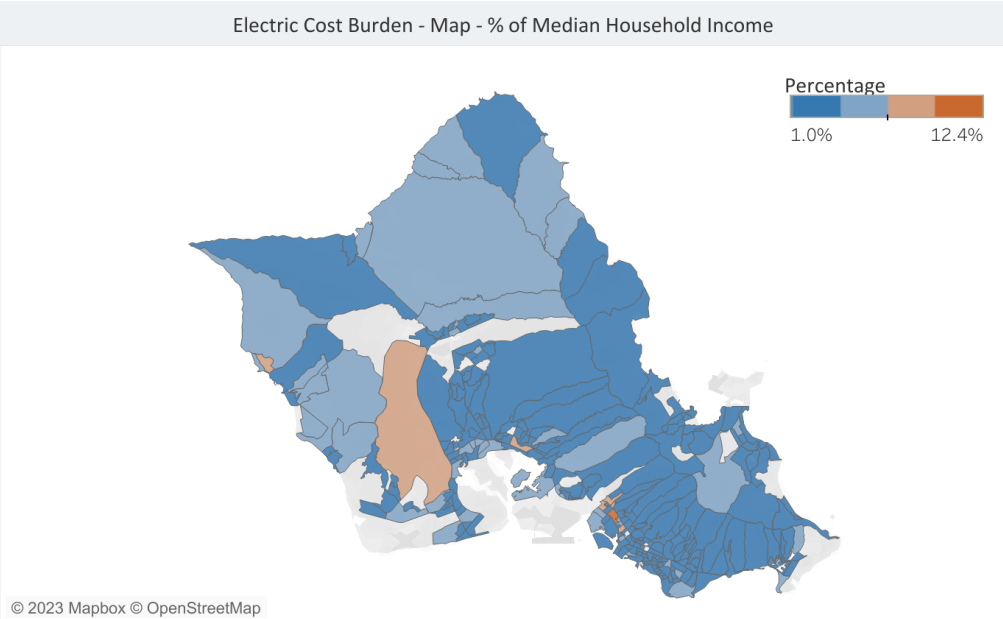 Electric Cost Burden - Map - % of Median Household Income
Percentage
1.0% 12.4%
© 2023 Mapbox © OpenStreetMap